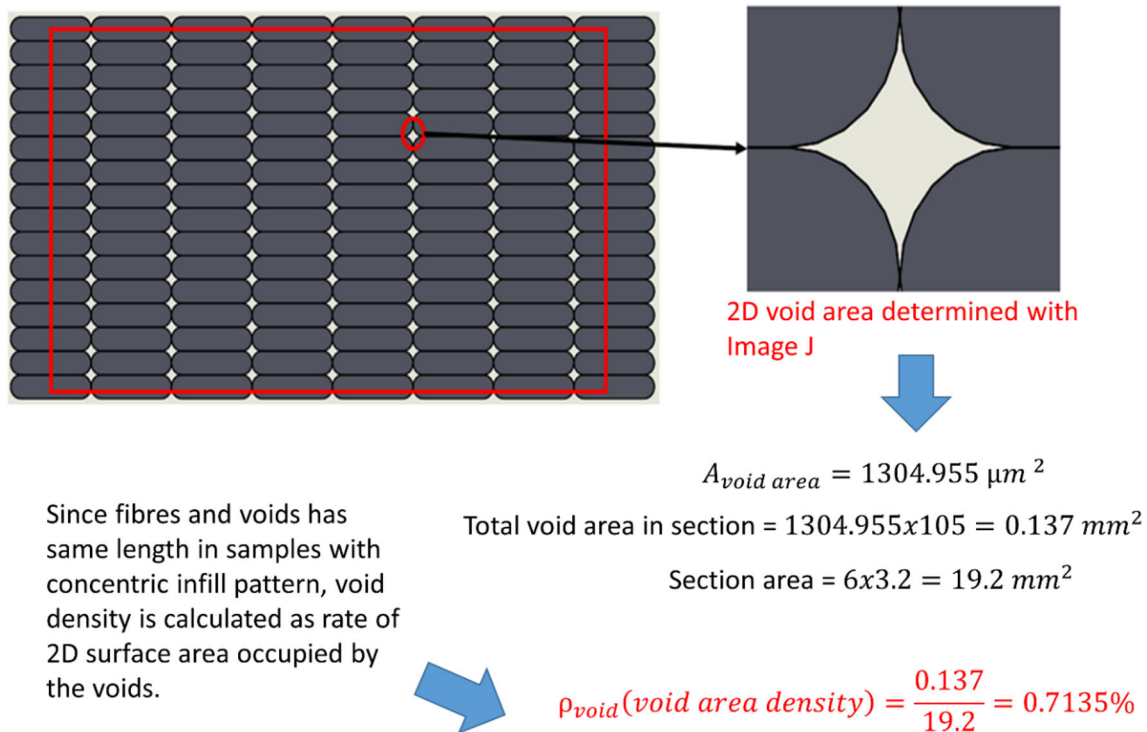 2D void area determined with
Image J
A_void area = 1304.955 µm²
Total void area in section = 1304.955x105 = 0.137 mm²
Section area = 6x3.2 = 19.2 mm²
Since fibres and voids has
same length in samples with
concentric infill pattern, void
density is calculated as rate of
2D surface area occupied by
the voids.
ρ_void(void area density) = 0.137/19.2 = 0.7135%